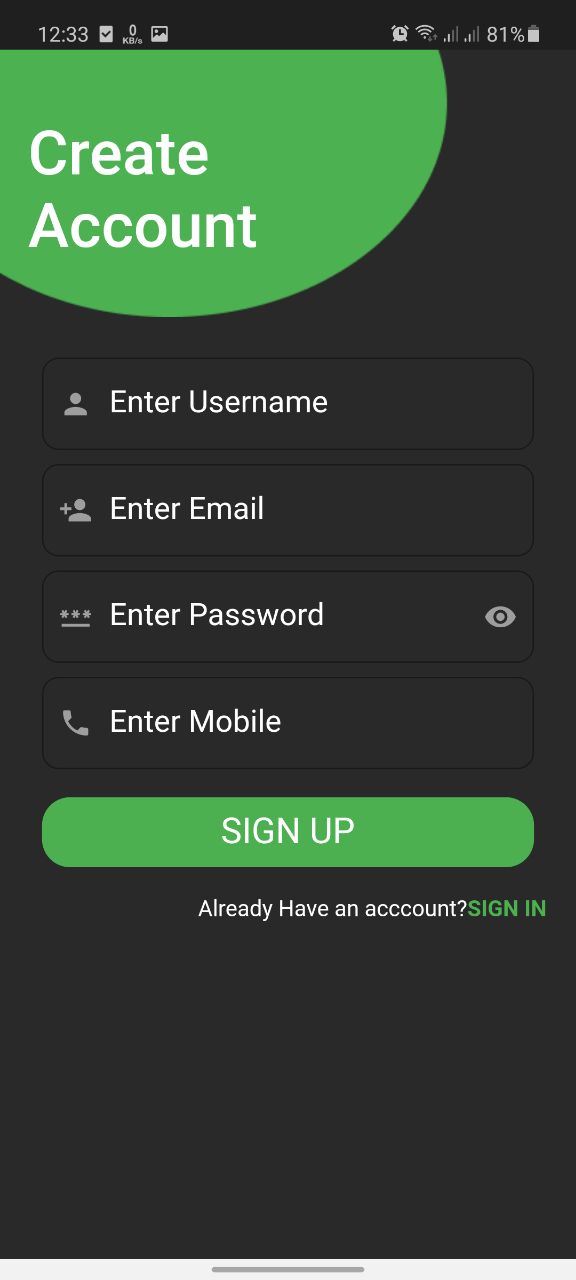 12:33 0 KB/s 81%
Create
Account
Enter Username
Enter Email
*** Enter Password
Enter Mobile
SIGN UP
Already Have an acccount?SIGN IN